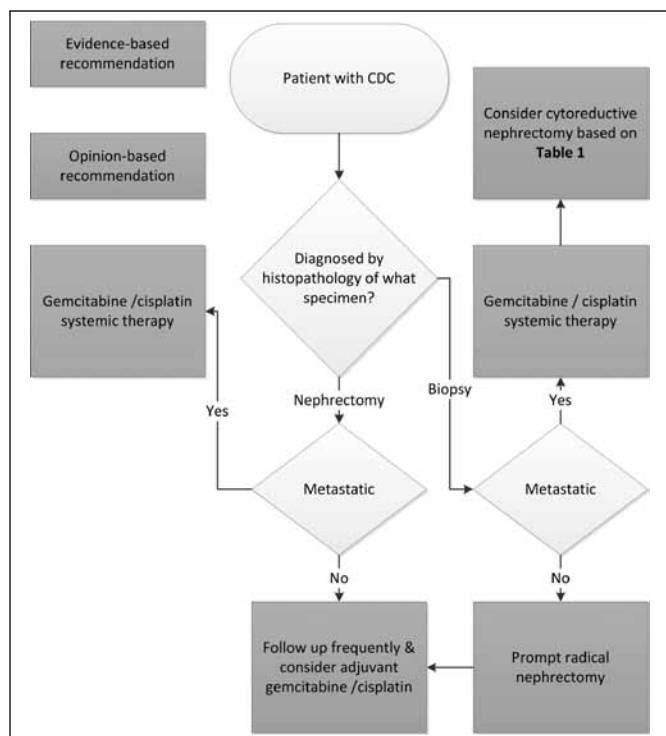 Evidence-based
recommendation
Patient with CDC
Consider cytoreductive
nephrectomy based on
Table 1
Opinion-based
recommendation
Diagnosed by
histopathology of what
specimen?
Gemcitabine /cisplatin
systemic therapy
Gemcitabine / cisplatin
systemic therapy
Nephrectomy
Biopsy
Yes
Yes
Metastatic
Metastatic
No
No
Follow up frequently &
consider adjuvant
gemcitabine /cisplatin
Prompt radical
nephrectomy